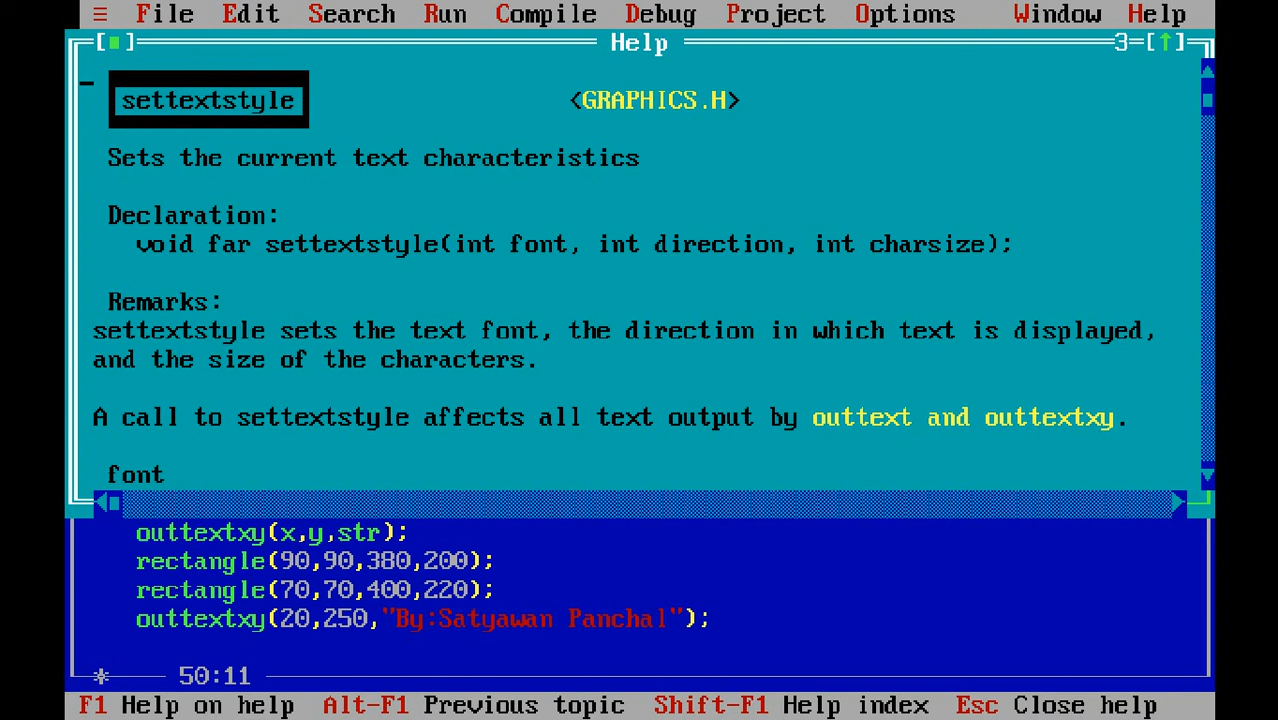 ≡ File Edit Search Run Compile Debug Project Options Window Help
[■] Help 3=[↑]
settextstyle <GRAPHICS.H>
Sets the current text characteristics
Declaration:
void far settextstyle(int font, int direction, int charsize);
Remarks:
settextstyle sets the text font, the direction in which text is displayed,
and the size of the characters.
A call to settextstyle affects all text output by outtext and outtextxy.
font
outtextxy(x,y,str);
rectangle(90,90,380,200);
rectangle(70,70,400,220);
outtextxy(20,250,"By:Satyawan Panchal");
* 50:11
F1 Help on help Alt-F1 Previous topic Shift-F1 Help index Esc Close help